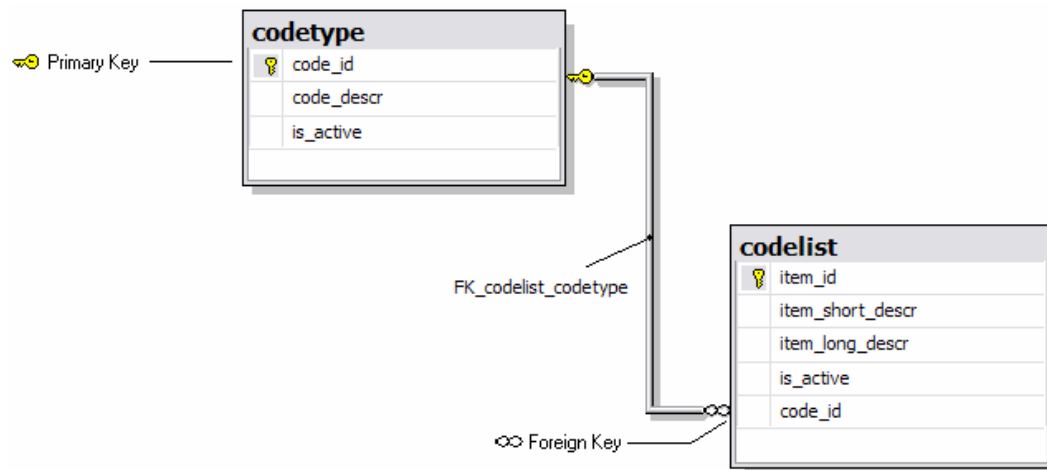 codetype
Primary Key
code_id
code_descr
is_active
FK_codelist_codetype
codelist
item_id
item_short_descr
item_long_descr
is_active
code_id
Foreign Key